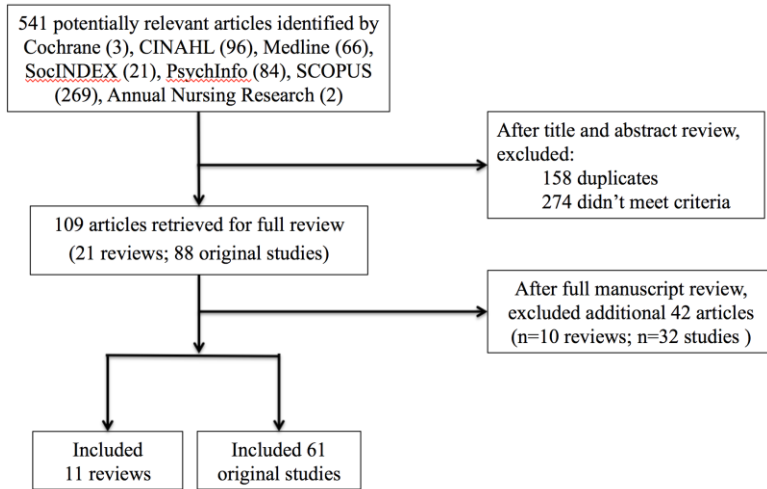 541 potentially relevant articles identified by
Cochrane (3), CINAHL (96), Medline (66),
SocINDEX (21), PsychInfo (84), SCOPUS
(269), Annual Nursing Research (2)
After title and abstract review,
excluded:
158 duplicates
274 didn't meet criteria
109 articles retrieved for full review
(21 reviews; 88 original studies)
After full manuscript review,
excluded additional 42 articles
(n=10 reviews; n=32 studies )
Included
11 reviews
Included 61
original studies